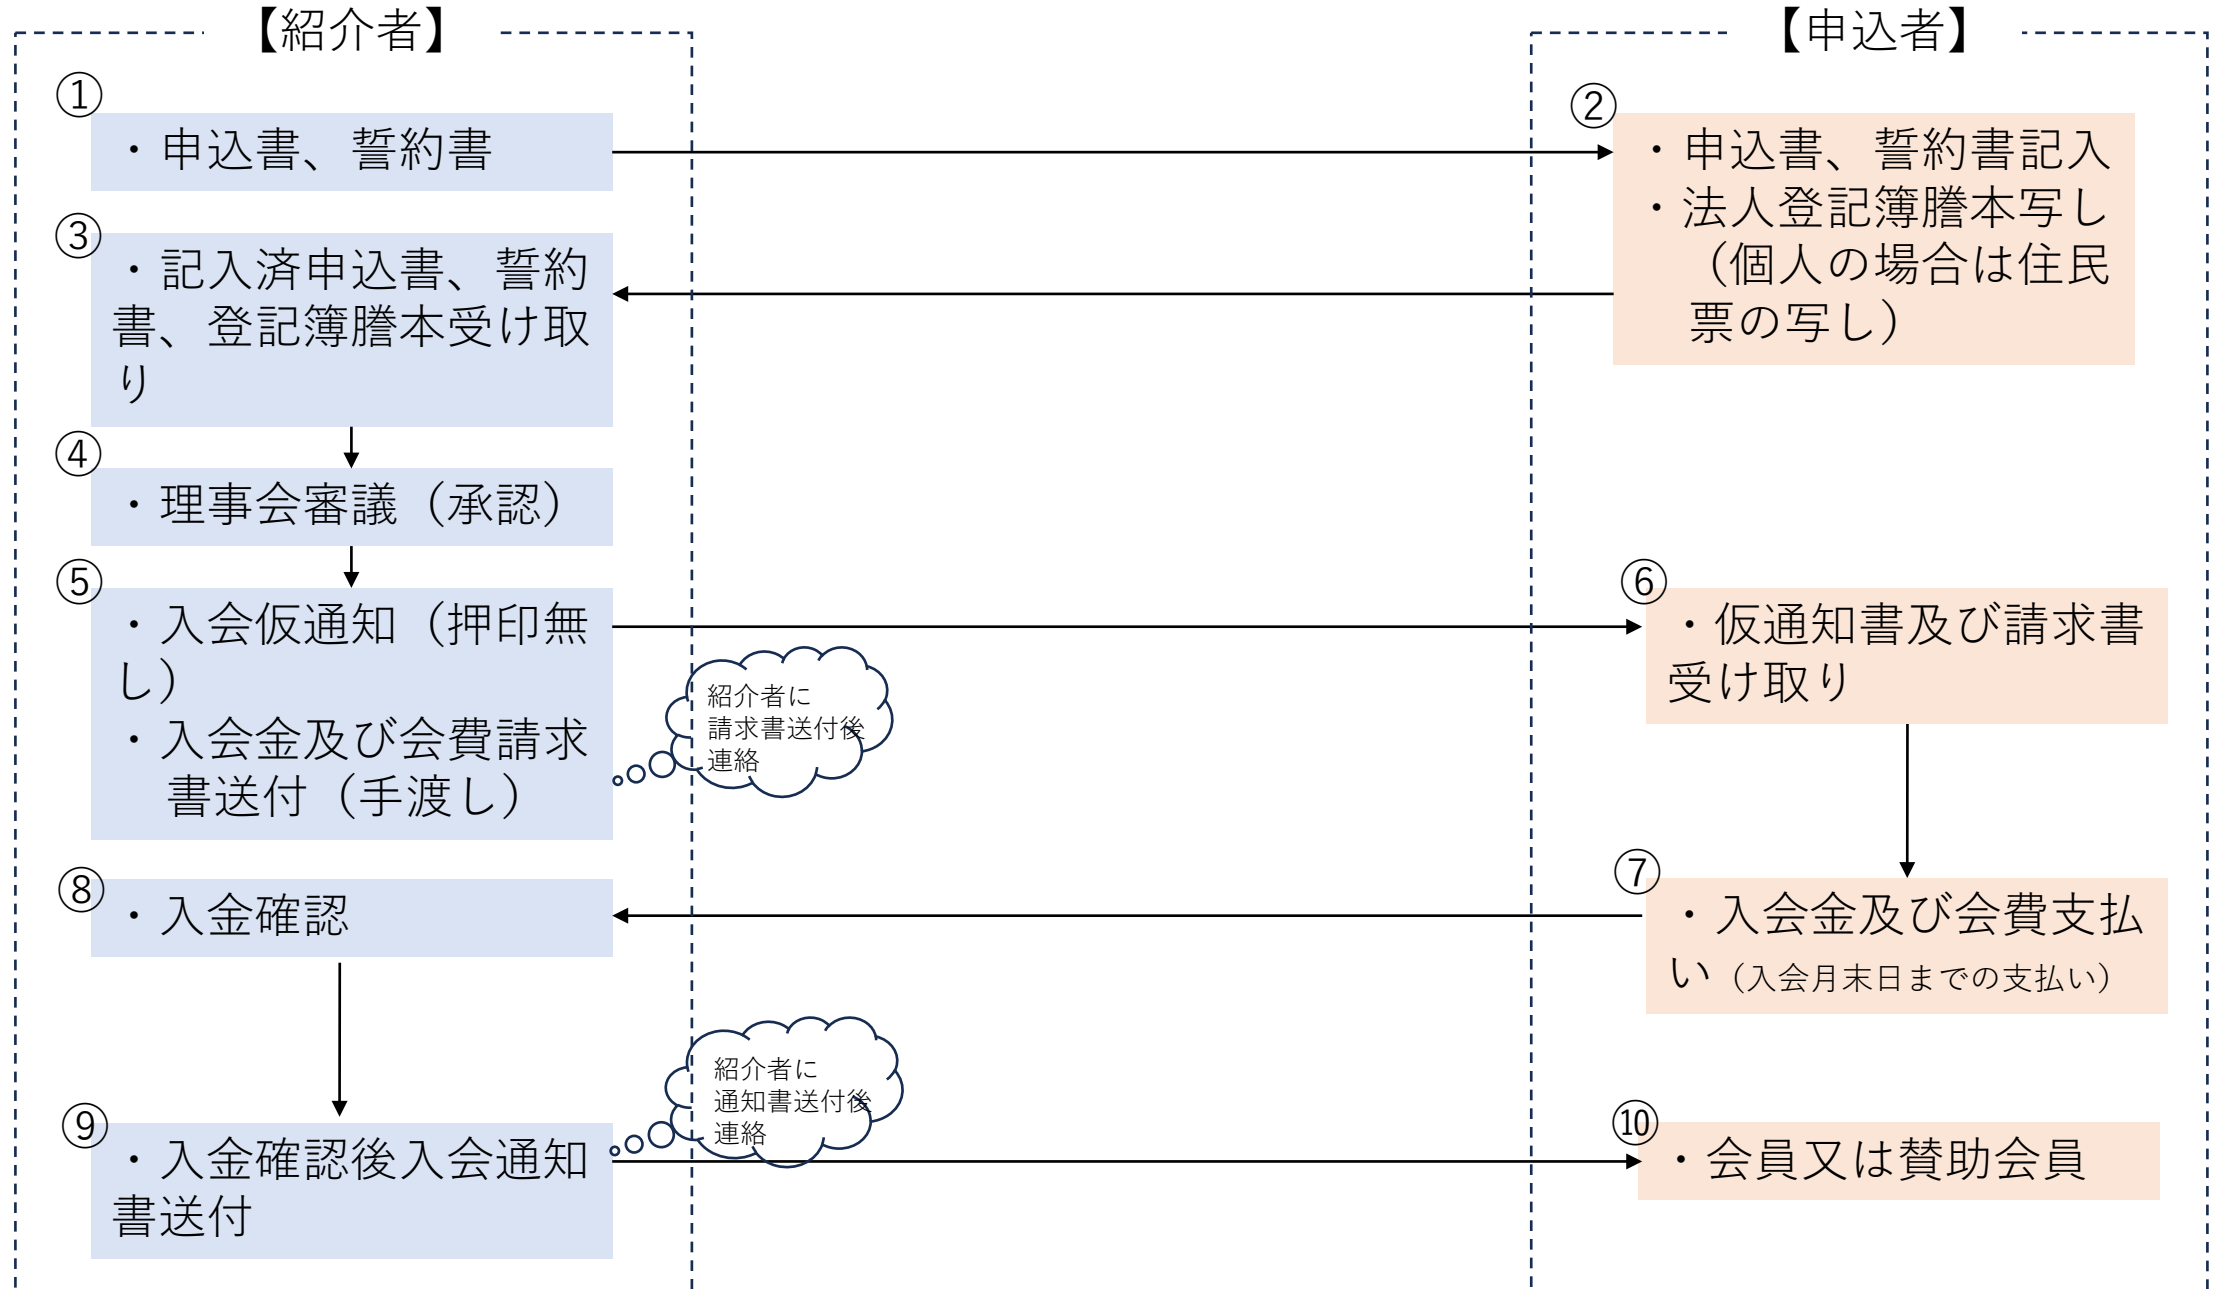 【紹介者】
【申込者】
①
・申込書、誓約書
②
・申込書、誓約書記入
・法人登記簿謄本写し
（個人の場合は住民
票の写し）
③
・記入済申込書、誓約
書、登記簿謄本受け取
り
④
・理事会審議（承認）
⑤
・入会仮通知（押印無
し）
・入会金及び会費請求
書送付（手渡し）
紹介者に
請求書送付後
連絡
⑥
・仮通知書及び請求書
受け取り
⑦
・入会金及び会費支払
い（入会月末日までの支払い）
⑧
・入金確認
⑨
・入金確認後入会通知
書送付
紹介者に
通知書送付後
連絡
⑩
・会員又は賛助会員